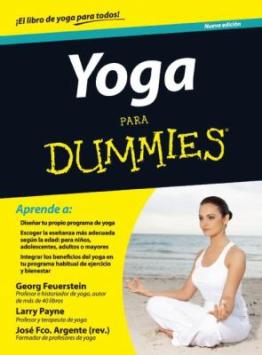 ¡El libro de yoga para todos!
Nueva edición
Yoga
PARA
DUMMIES®
Aprende a:
Diseñar tu propio programa de yoga
Escoger la esñanza más adecuada
según la edad: para niños,
adolescentes, adultos o mayores
Integrar los beneficios del yoga en
tu programa habitual de ejercicio
y bienestar
Georg Feuerstein
Profesor e historiador de yoga, autor
de más de 40 libros
Larry Payne
Profesor y terapeuta de yoga
José Fco. Argente (rev.)
Formador de profesores de yoga